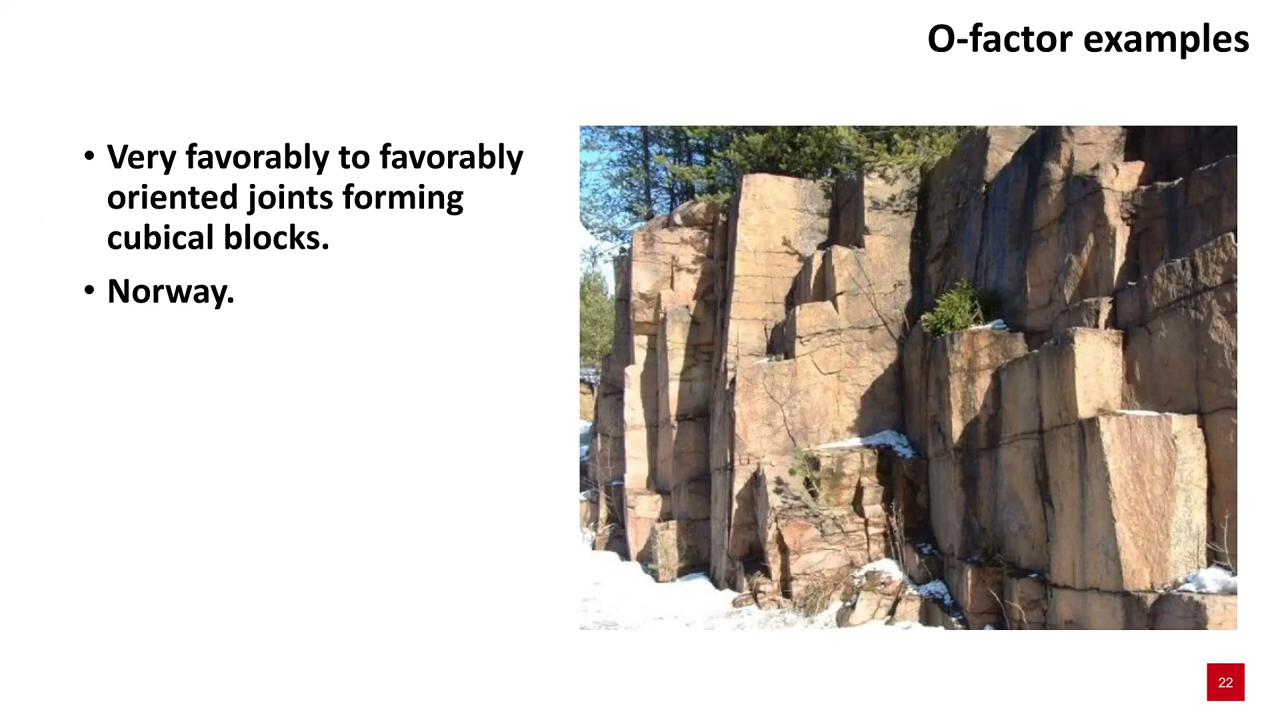 O-factor examples
• Very favorably to favorably
oriented joints forming
cubical blocks.
• Norway.
22